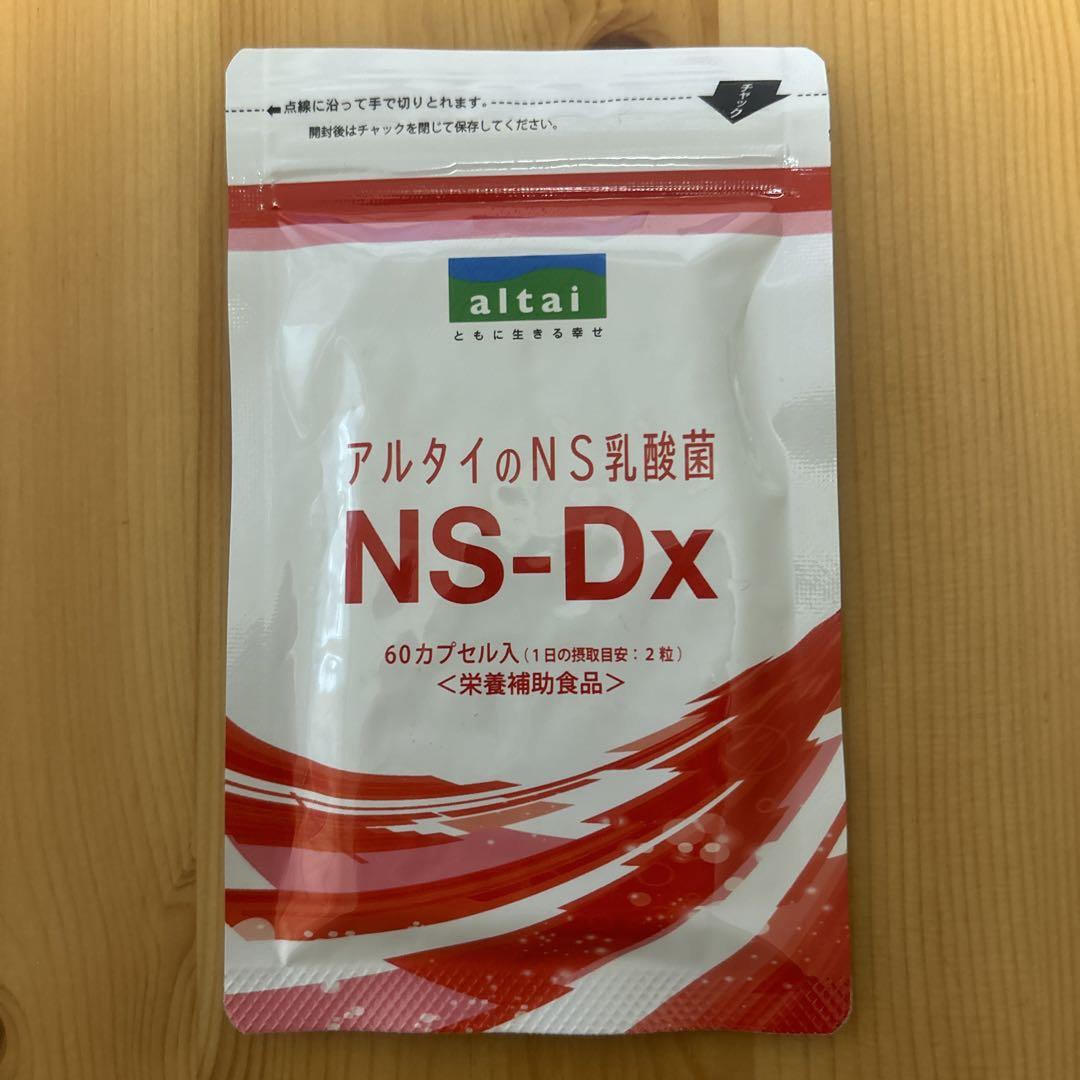 点線に沿って手で切りとれます。
チャック
開封後はチャックを閉じて保存してください。
altai
ともに生きる幸せ
アルタイのNS乳酸菌
NS-Dx
60カプセル入(1日の摂取目安:2粒)
<栄養補助食品>